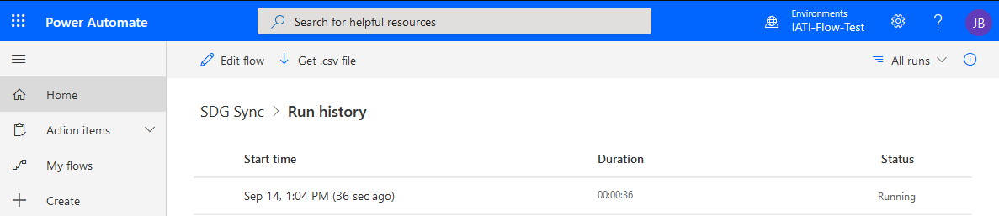 Power Automate
Search for helpful resources
Environments
IATI-Flow-Test
?
JB
Edit flow
Get .csv file
All runs
Home
Action items
My flows
Create
SDG Sync > Run history
Start time Duration Status
Sep 14, 1:04 PM (36 sec ago) 00:00:36 Running